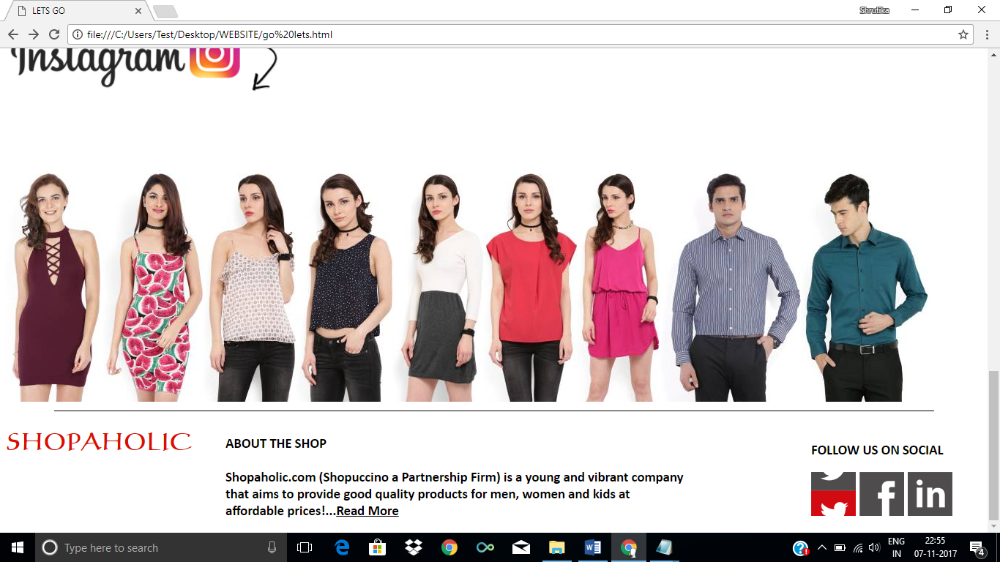 LETS GO
Shrutika
file:///C:/Users/Test/Desktop/WEBSITE/go%20lets.html
Instagram
SHOPAHOLIC
ABOUT THE SHOP
Shopaholic.com (Shopuccino a Partnership Firm) is a young and vibrant company
that aims to provide good quality products for men, women and kids at
affordable prices!...Read More
FOLLOW US ON SOCIAL
f
in
Type here to search
ENG
IN
22:55
07-11-2017
4